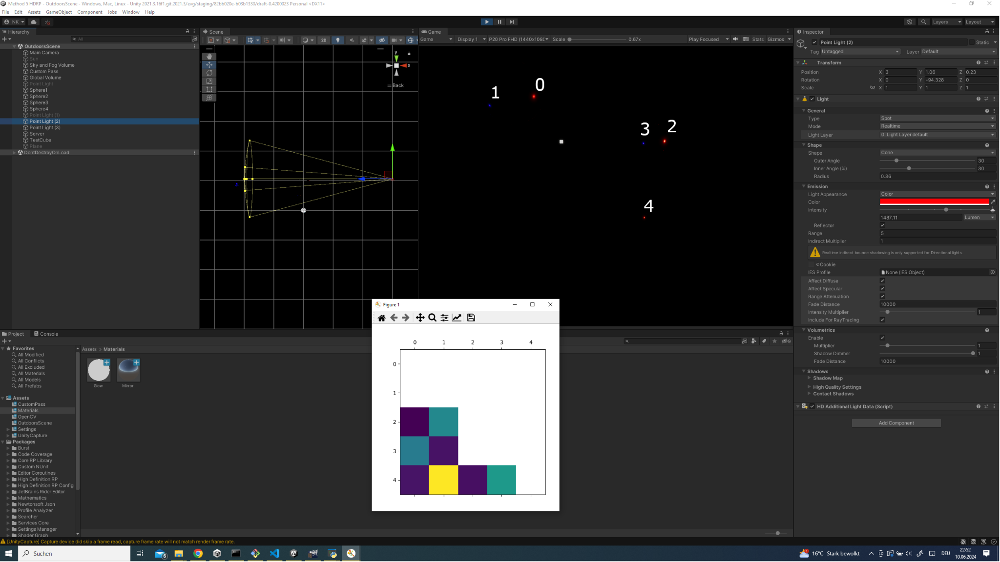 Method 5 HDRP - OutdoorsScene - Windows, Mac, Linux - Unity 2021.3.16f1.git.2021.3/evg/staging/82bb020e-b03b1330/draft-0.4200023 Personal <DX11>
File Edit Assets GameObject Component Jobs Window Help
NK Layers Layout
Hierarchy
All
OutdoorsScene
Main Camera
Sun
Sky and Fog Volume
Custom Pass
Global Volume
Point Light
Sphere1
Sphere2
Sphere3
Sphere4
Point Light (1)
Point Light (2)
Point Light (3)
Server
TestCube
Plane
DontDestroyOnLoad
Scene
2D
y
x
Back
Game
Game Display 1 P20 Pro FHD (1440x108( Scale 0.67x Play Focused Stats Gizmos
0
1
2
3
4
Inspector
Point Light (2) Static
Tag Untagged Layer Default
Transform
Position X 3 Y 1.06 Z 0.23
Rotation X 0 Y -94.328 Z 0
Scale X 1 Y 1 Z 1
Light
General
Type Spot
Mode Realtime
Light Layer 0: Light Layer default
Shape
Shape Cone
Outer Angle 30
Inner Angle (%) 30
Radius 0.36
Emission
Light Appearance Color
Color
Intensity
1487.11 Lumen
Reflector
Range 5
Indirect Multiplier 1
Realtime indirect bounce shadowing is only supported for Directional lights.
Cookie
IES Profile None (IES Object)
Affect Diffuse
Affect Specular
Range Attenuation
Fade Distance 10000
Intensity Multiplier 1
Include For RayTracing
Volumetrics
Enable
Multiplier 1
Shadow Dimmer 1
Fade Distance 10000
Shadows
Shadow Map
High Quality Settings
Contact Shadows
HD Additional Light Data (Script)
Add Component
Project Console
9
Favorites
All Modified
All Conflicts
All Excluded
All Materials
All Models
All Prefabs
Assets
CustomPass
Materials
OpenCV
OutdoorsScene
Settings
UnityCapture
Packages
Burst
Code Coverage
Core RP Library
Custom NUnit
Editor Coroutines
High Definition RP
High Definition RP Config
JetBrains Rider Editor
Mathematics
Newtonsoft Json
Profile Analyzer
Searcher
Services Core
Settings Manager
Shader Graph
Assets > Materials
Glow Mirror
Figure 1
0 1 2 3 4
0
1
2
3
4
[UnityCapture] Capture device did skip a frame read, capture frame rate will not match render frame rate.
Suchen
6
1
16°C Stark bewölkt
DEU
22:52
10.06.2024